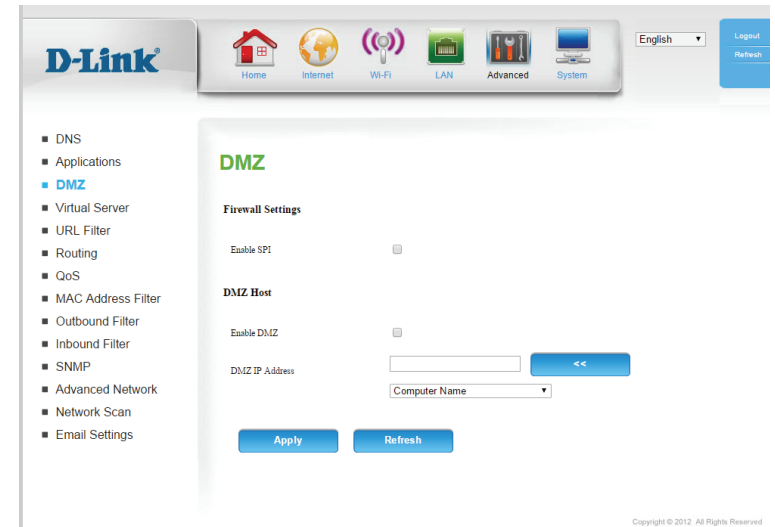 D-Link®
Home
Internet
Wi-Fi
LAN
Advanced
System
English
Logout
Refresh
DNS
Applications
DMZ
Virtual Server
URL Filter
Routing
QoS
MAC Address Filter
Outbound Filter
Inbound Filter
SNMP
Advanced Network
Network Scan
Email Settings
DMZ
Firewall Settings
Enable SPI
DMZ Host
Enable DMZ
DMZ IP Address
<<
Computer Name
Apply
Refresh
Copyright © 2012 All Rights Reserved